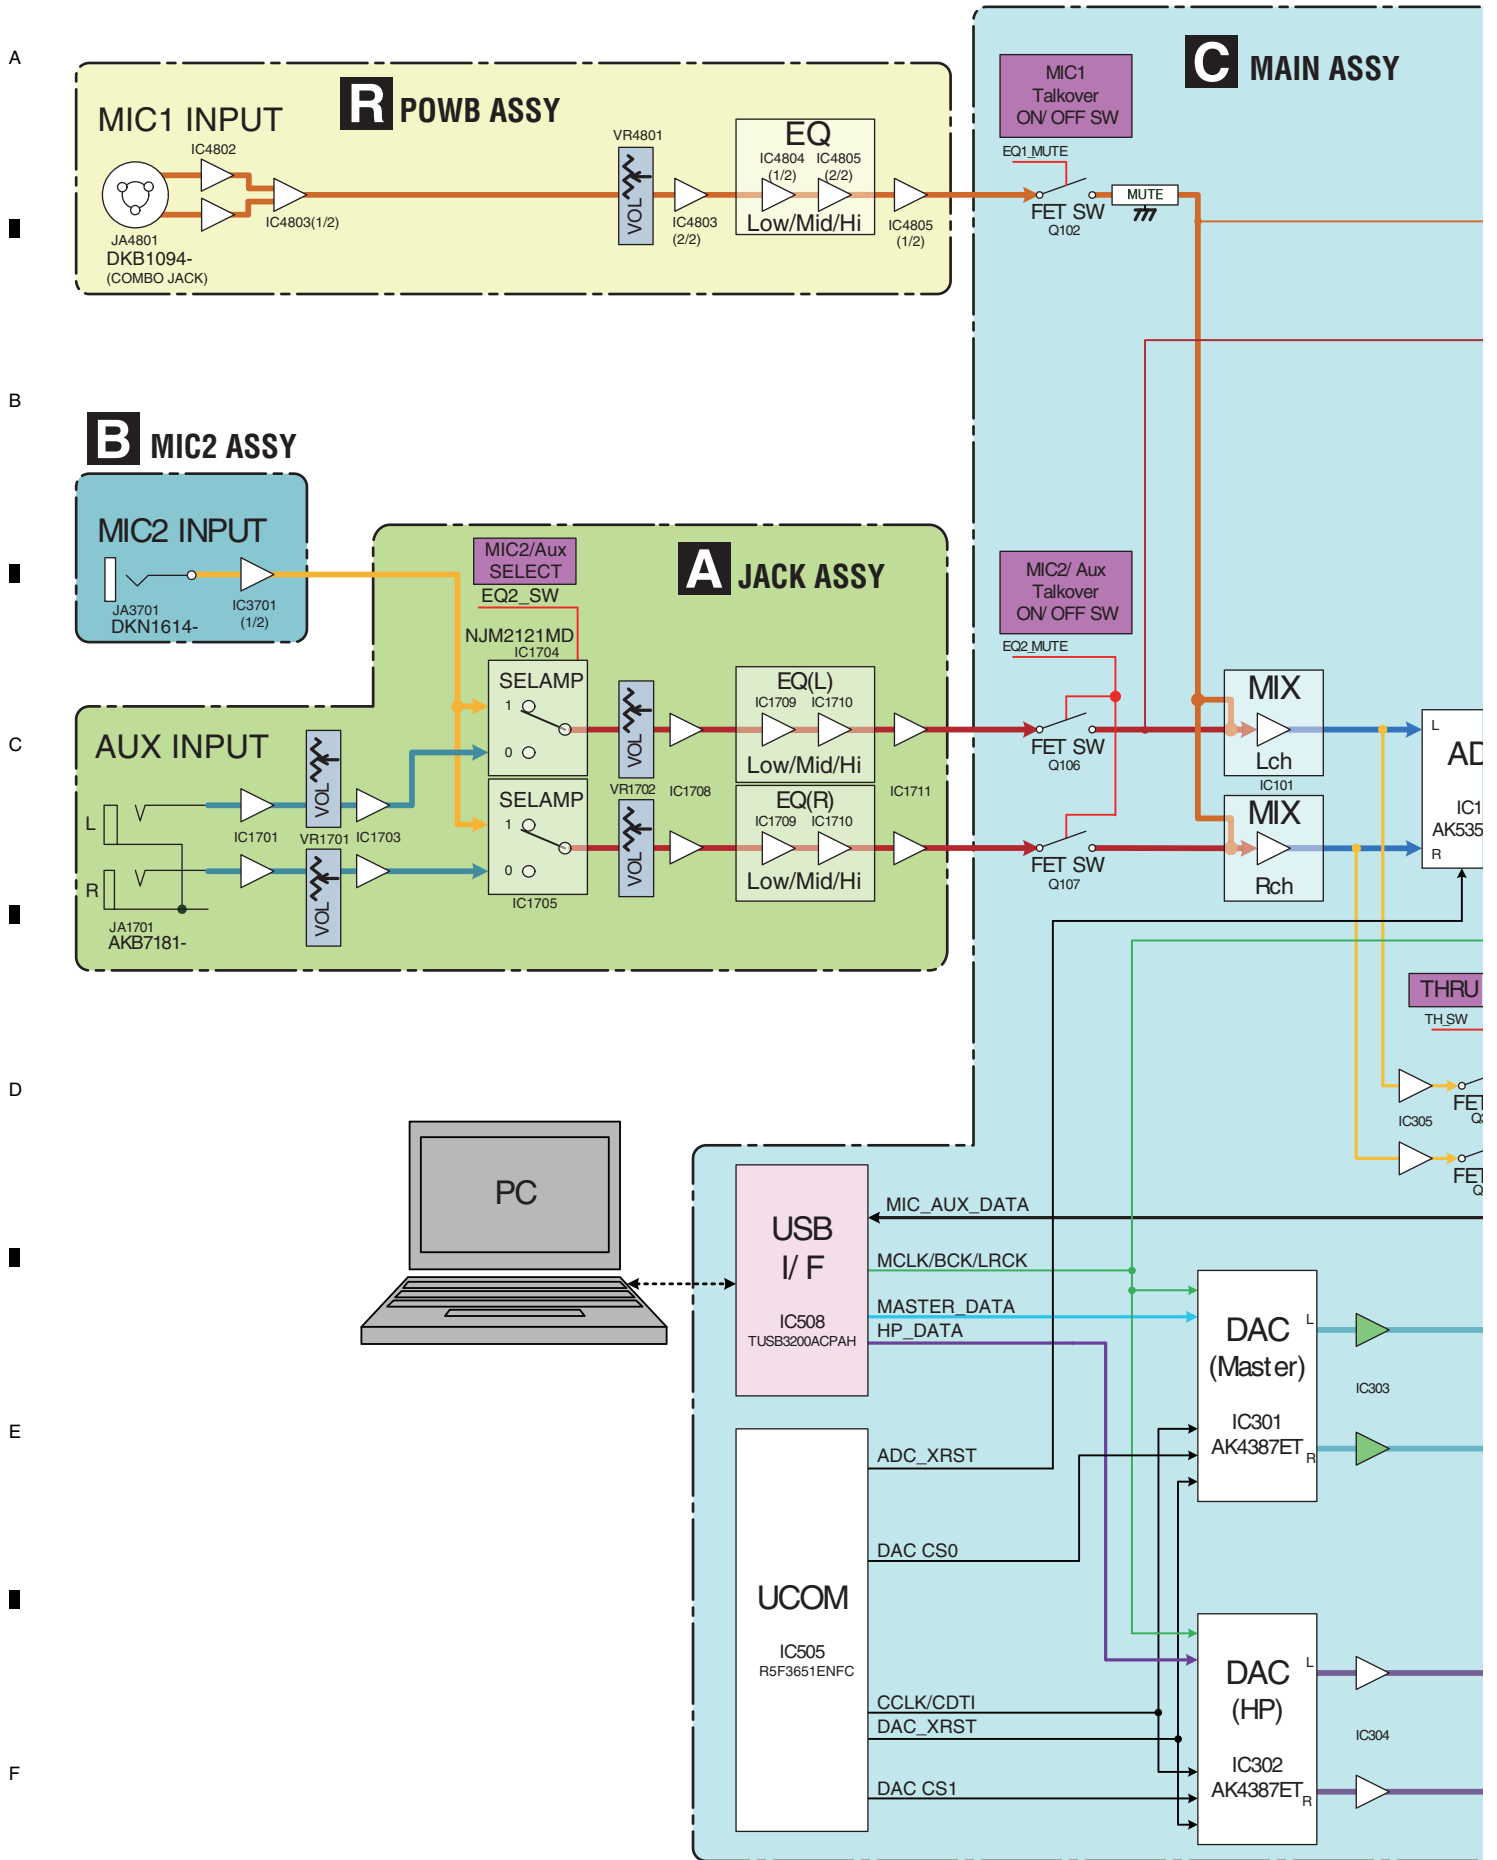 A
B
C
D
E
F
R POWB ASSY
MIC1 INPUT
IC4802
JA4801
DKB1094-
(COMBO JACK)
IC4803(1/2)
VR4801
VOL
IC4803
(2/2)
EQ
IC4804
(1/2)
IC4805
(2/2)
Low/Mid/Hi
IC4805
(1/2)
C MAIN ASSY
MIC1
Talkover
ON/ OFF SW
EQ1_MUTE
FET SW
Q102
MUTE
B MIC2 ASSY
MIC2 INPUT
JA3701
DKN1614-
IC3701
(1/2)
A JACK ASSY
MIC2/Aux
SELECT
EQ2_SW
NJM2121MD
IC1704
SELAMP
1
0
SELAMP
1
0
IC1705
AUX INPUT
L
R
JA1701
AKB7181-
IC1701
VOL
VR1701
VOL
IC1703
VOL
VR1702
VOL
IC1708
EQ(L)
IC1709
IC1710
Low/Mid/Hi
EQ(R)
IC1709
IC1710
Low/Mid/Hi
IC1711
MIC2/ Aux
Talkover
ON/ OFF SW
EQ2_MUTE
FET SW
Q106
FET SW
Q107
MIX
Lch
IC101
MIX
Rch
L
AD
IC1
AK535
R
THRU
TH_SW
IC305
FET
FET
Q
PC
USB
I/ F
IC508
TUSB3200ACPAH
MIC_AUX_DATA
MCLK/BCK/LRCK
MASTER_DATA
HP_DATA
DAC
(Master)
IC301
AK4387ET
L
R
IC303
UCOM
IC505
R5F3651ENFC
ADC_XRST
DAC CS0
CCLK/CDTI
DAC_XRST
DAC CS1
DAC
(HP)
IC302
AK4387ET
L
R
IC304